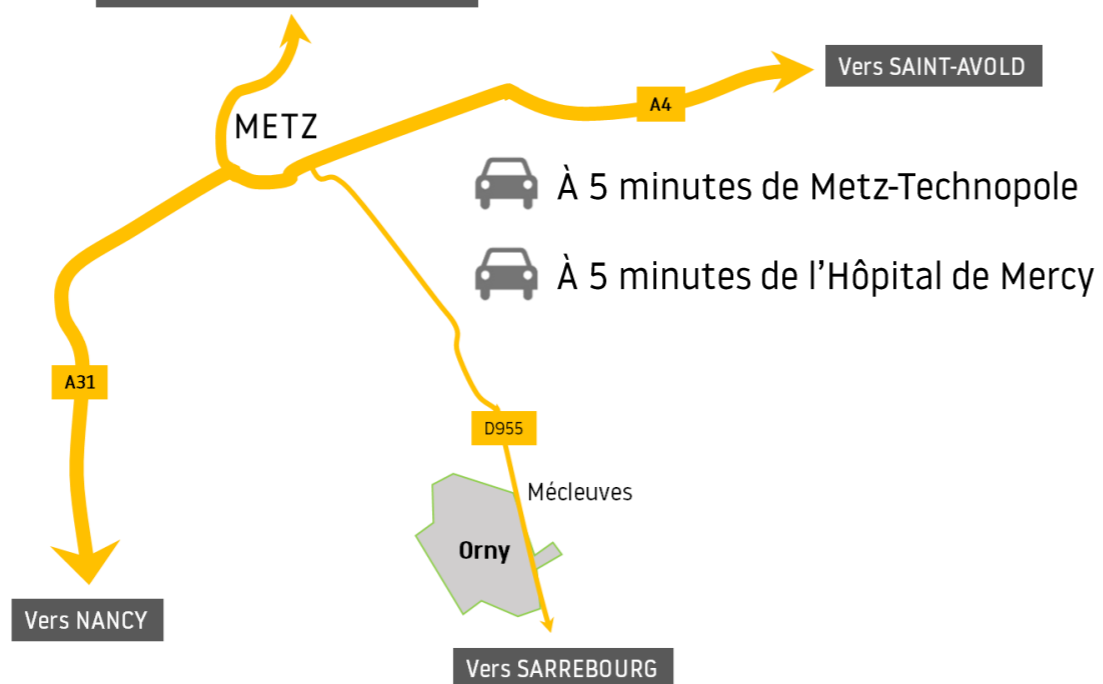 Vers SAINT-AVOLD
A4
METZ
À 5 minutes de Metz-Technopole
À 5 minutes de l'Hôpital de Mercy
A31
D955
Mécleuves
Orny
Vers NANCY
Vers SARREBOURG